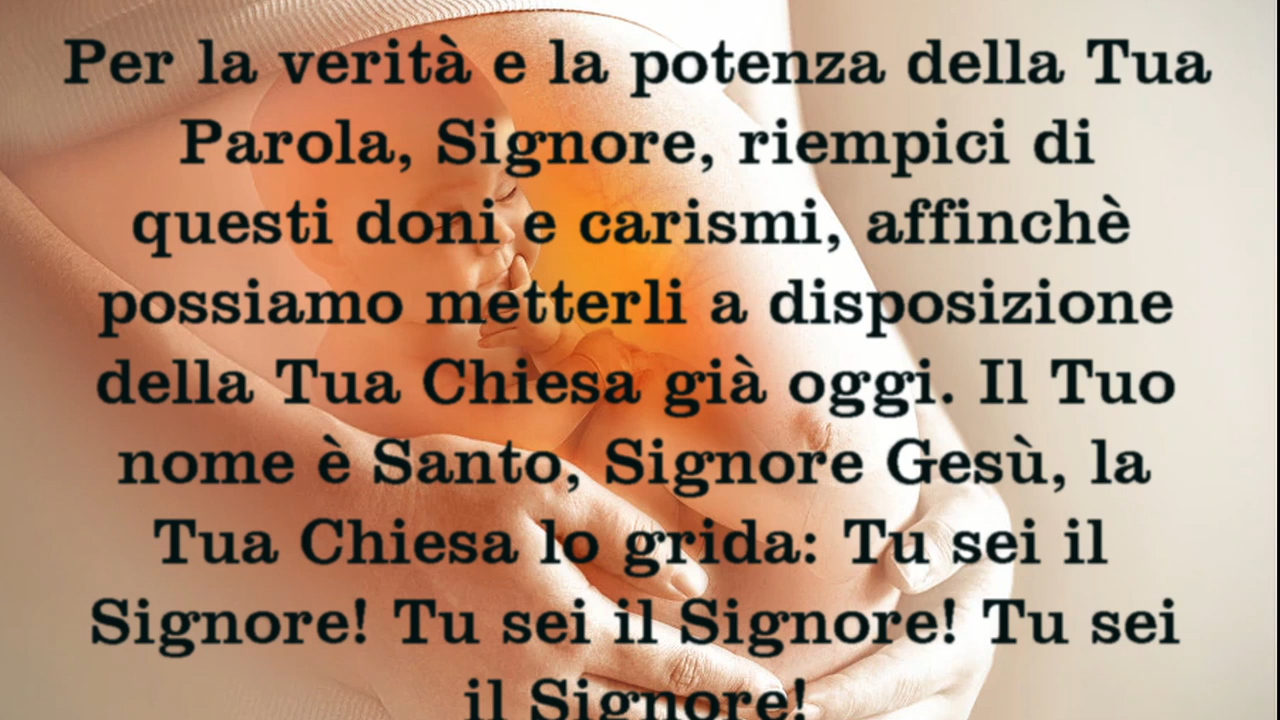 Per la verità e la potenza della Tua
Parola, Signore, riempici di
questi doni e carismi, affinchè
possiamo metterli a disposizione
della Tua Chiesa già oggi. Il Tuo
nome è Santo, Signore Gesù, la
Tua Chiesa lo grida: Tu sei il
Signore! Tu sei il Signore! Tu sei
il Signore!